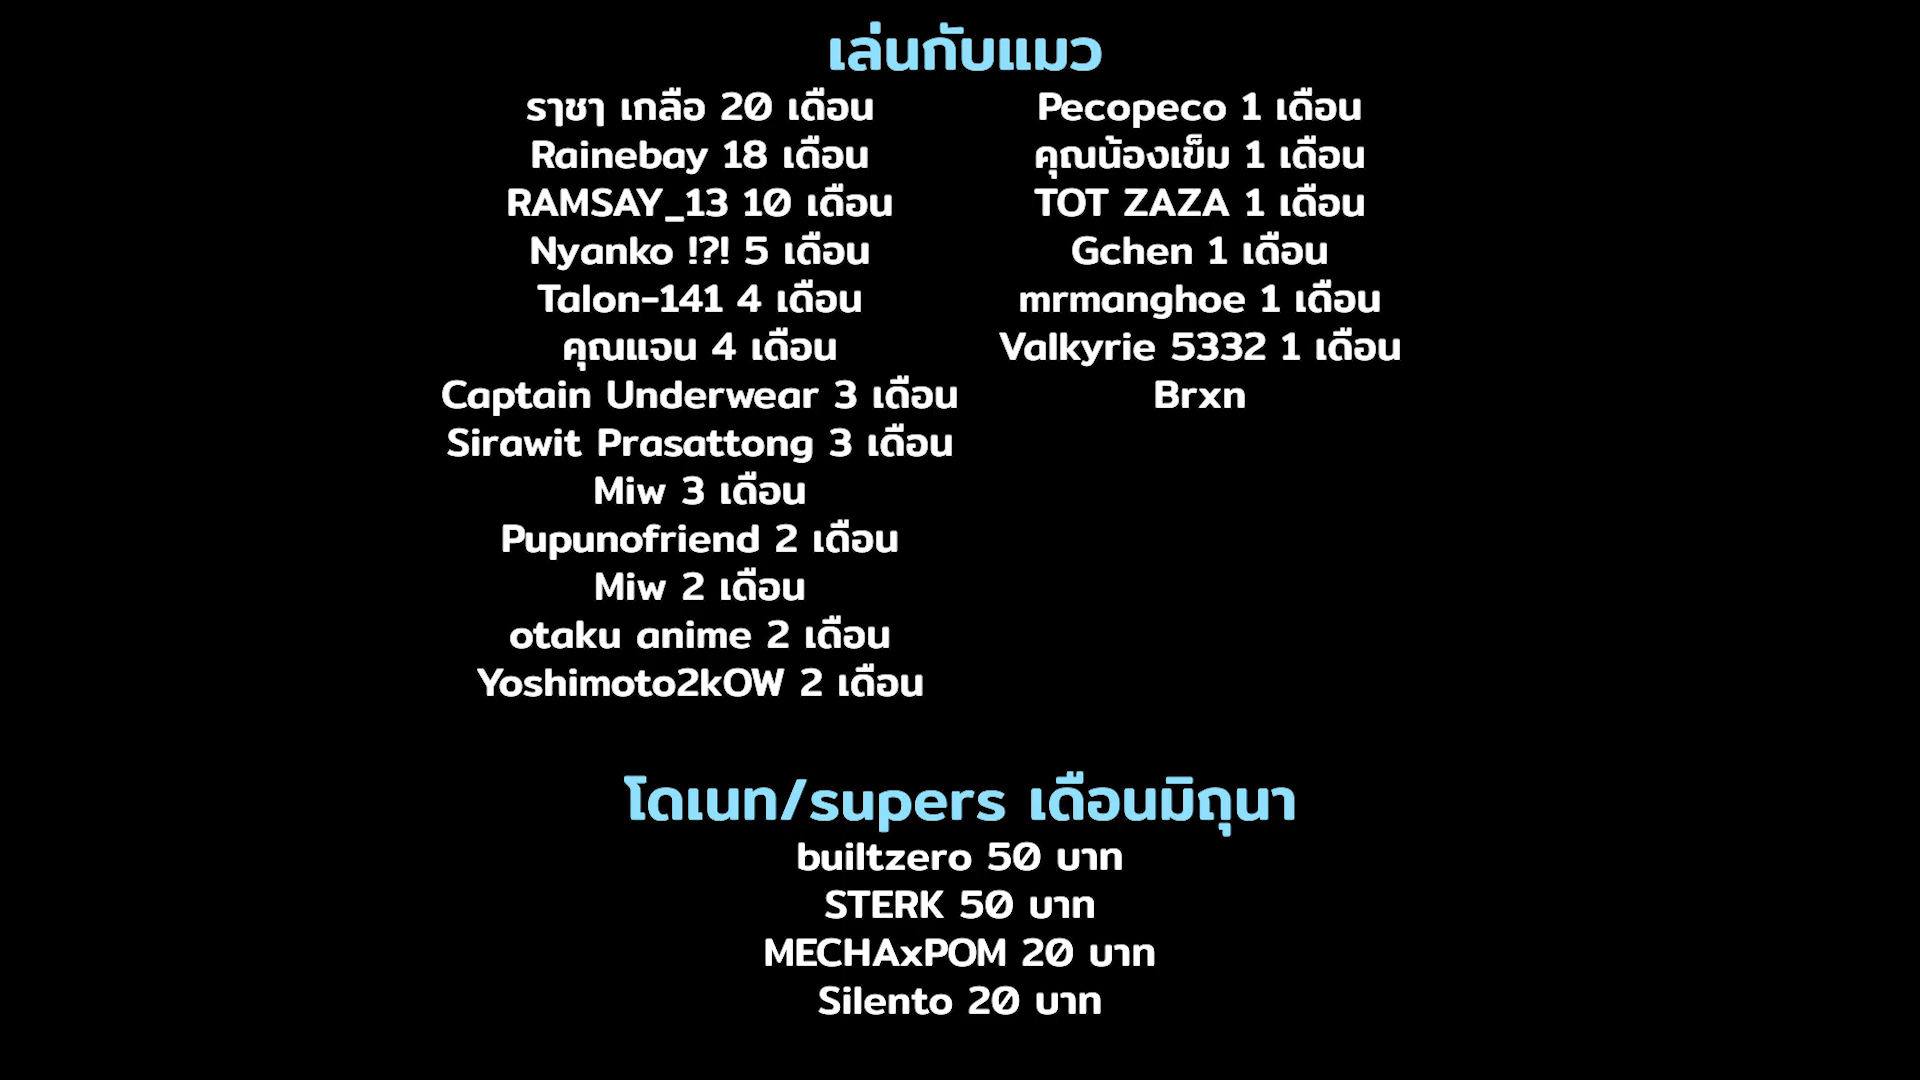 เล่นกับแมว
ราชา เกลือ 20 เดือน
Rainebay 18 เดือน
RAMSAY_13 10 เดือน
Nyanko !?! 5 เดือน
Talon-141 4 เดือน
คุณแจน 4 เดือน
Captain Underwear 3 เดือน
Sirawit Prasattong 3 เดือน
Miw 3 เดือน
Pupunofriend 2 เดือน
Miw 2 เดือน
otaku anime 2 เดือน
Yoshimoto2kOW 2 เดือน
Pecopeco 1 เดือน
คุณน้องเข็ม 1 เดือน
TOT ZAZA 1 เดือน
Gchen 1 เดือน
mrmanghoe 1 เดือน
Valkyrie 5332 1 เดือน
Brxn
โดเนท/supers เดือนมิถุนา
builtzero 50 บาท
STERK 50 บาท
MECHAxPOM 20 บาท
Silento 20 บาท